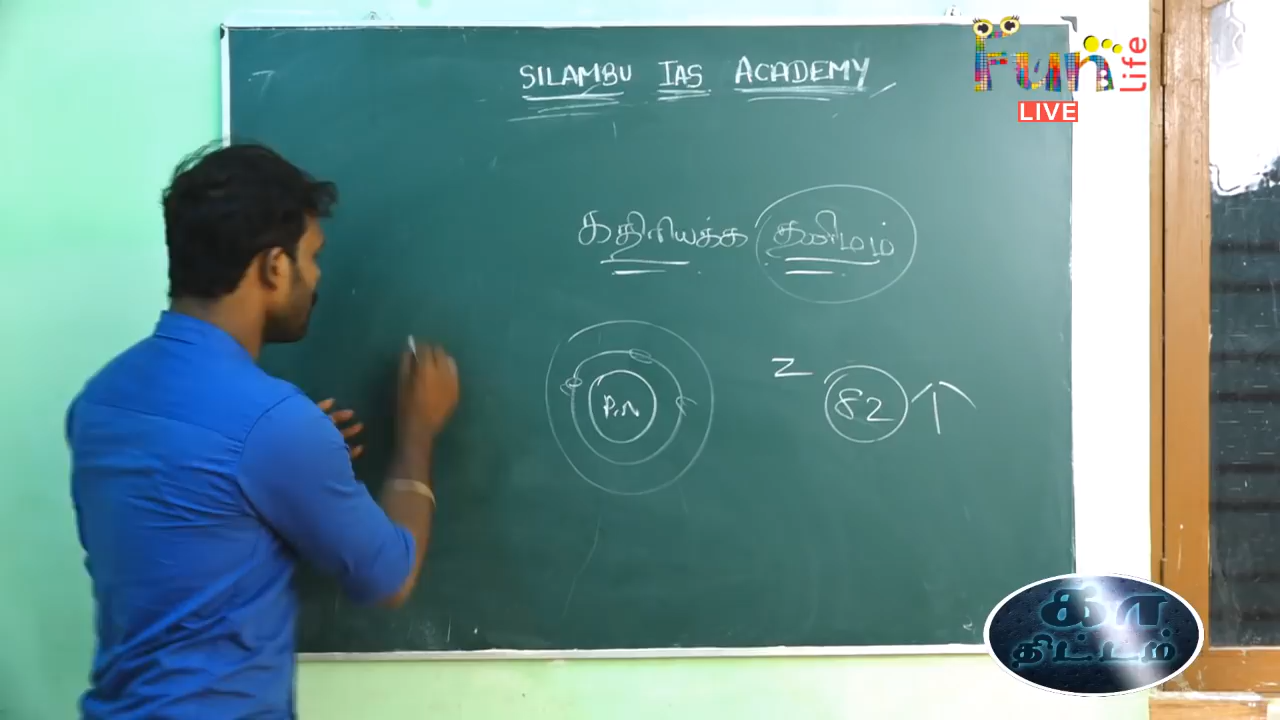 SILAMBU IAS ACADEMY
Fun Life
LIVE
கதிரியக்க தனிமம்
P,N
Z 82
கா
திட்டம்